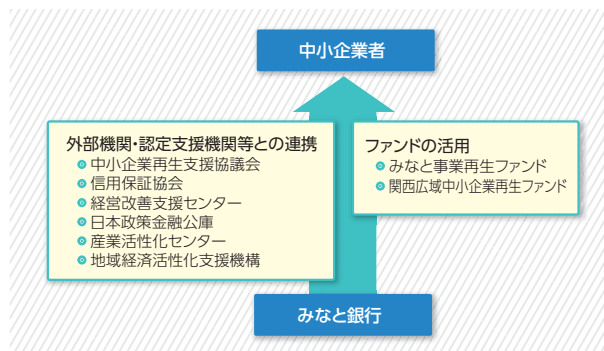 中小企業者
外部機関・認定支援機関等との連携
中小企業再生支援協議会
信用保証協会
経営改善支援センター
日本政策金融公庫
産業活性化センター
地域経済活性化支援機構
ファンドの活用
みなと事業再生ファンド
関西広域中小企業再生ファンド
みなと銀行